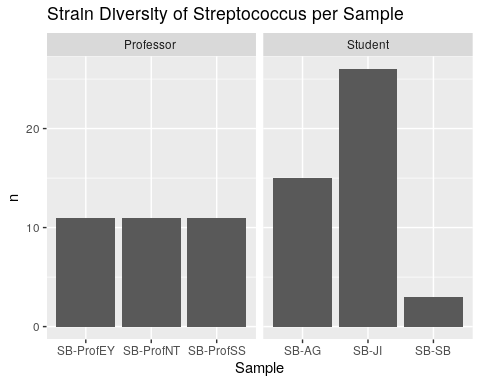 Strain Diversity of Streptococcus per Sample
Professor
Student
20
10
0
n
SB-ProfEY
SB-ProfNT
SB-ProfSS
SB-AG
SB-JI
SB-SB
Sample